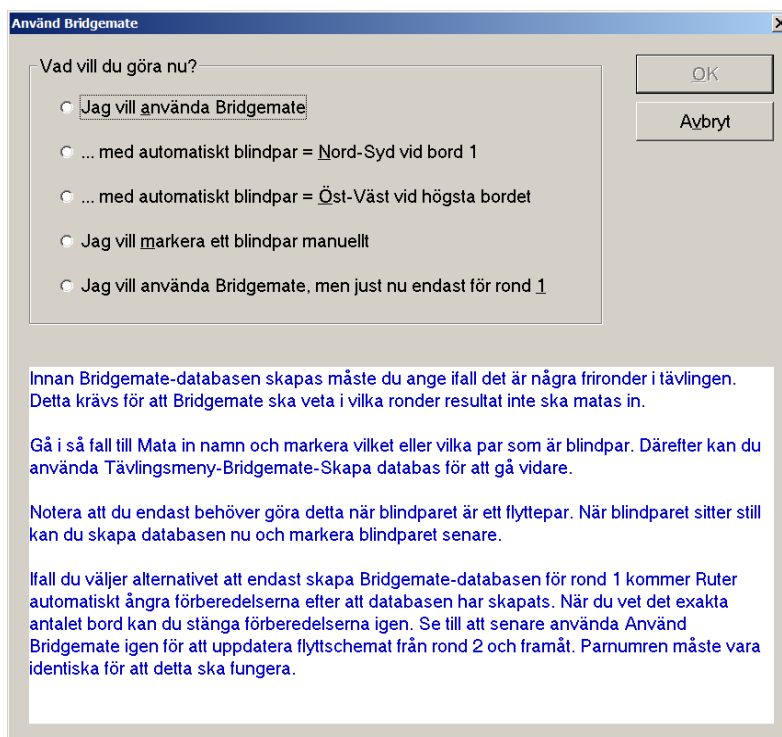 Använd Bridgemate
Vad vill du göra nu?
OK
Jag vill använda Bridgemate
Avbryt
... med automatiskt blindpar = Nord-Syd vid bord 1
... med automatiskt blindpar = Öst-Väst vid högsta bordet
Jag vill markera ett blindpar manuellt
Jag vill använda Bridgemate, men just nu endast för rond 1
Innan Bridgemate-databasen skapas måste du ange ifall det är några frironder i tävlingen.
Detta krävs för att Bridgemate ska veta i vilka ronder resultat inte ska matas in.
Gå i så fall till Mata in namn och markera vilket eller vilka par som är blindpar. Därefter kan du
använda Tävlingsmeny-Bridgemate-Skapa databas för att gå vidare.
Notera att du endast behöver göra detta när blindparet är ett flyttepar. När blindparet sitter still
kan du skapa databasen nu och markera blindparet senare.
Ifall du väljer alternativet att endast skapa Bridgemate-databasen för rond 1 kommer Ruter
automatiskt ångra förberedelserna efter att databasen har skapats. När du vet det exakta
antalet bord kan du stänga förberedelserna igen. Se till att senare använda Använd
Bridgemate igen för att uppdatera flyttschemat från rond 2 och framåt. Parnumren måste vara
identiska för att detta ska fungera.